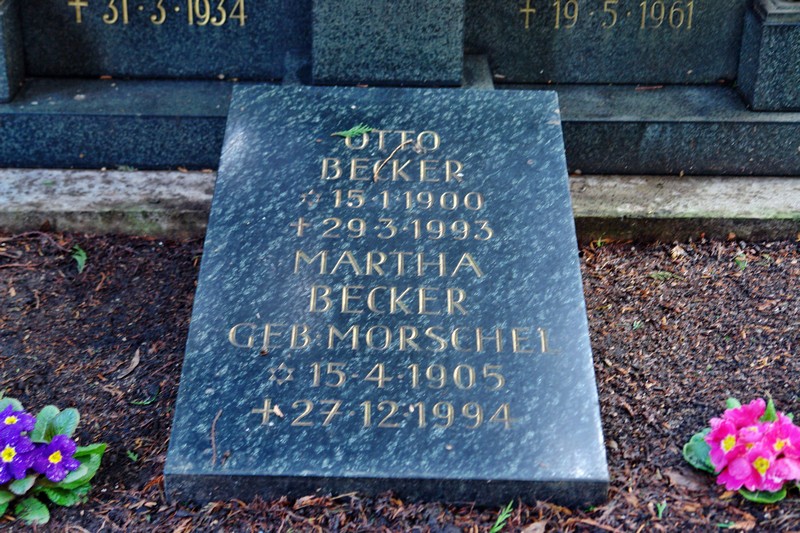 ✝ 31·3·1934
✝ 19·5·1961
OTTO
BECKER
✡ 15·1·1900
✝ 29·3·1993
MARTHA
BECKER
GEB·MORSCHEL
✡ 15·4·1905
✝ 27·12·1994